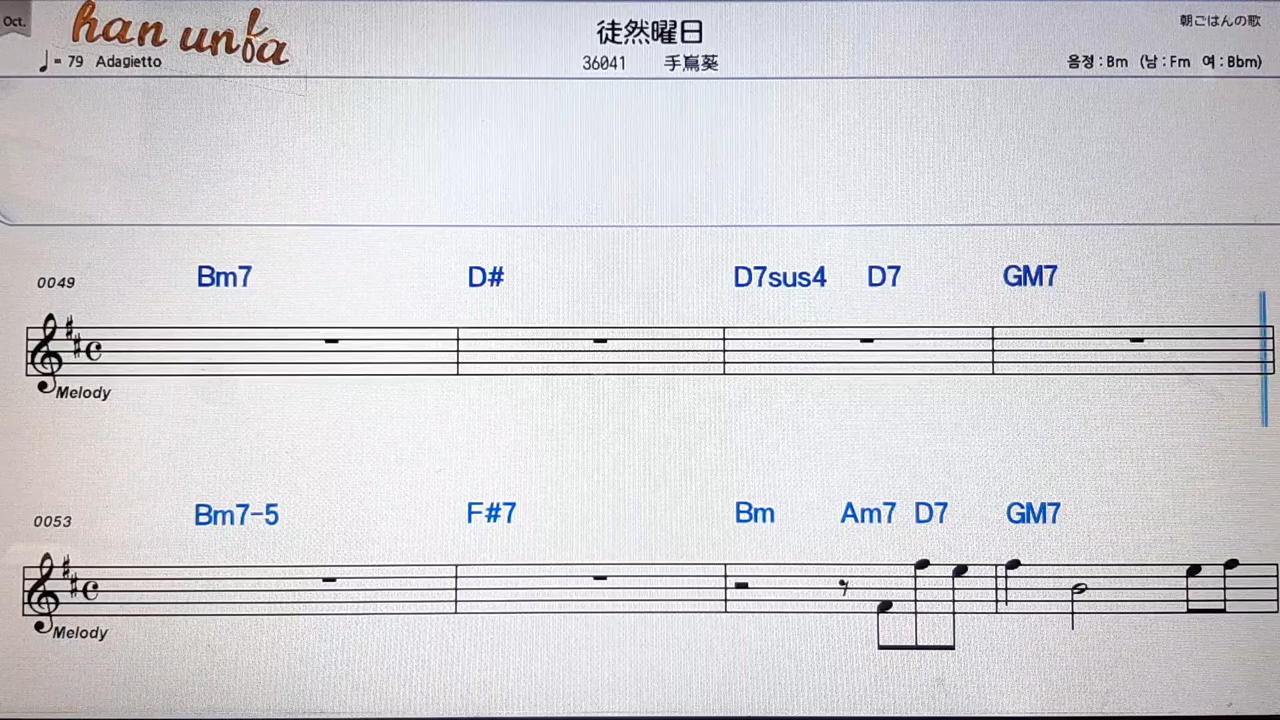 Oct.
han unfa
徒然曜日
朝ごはんの歌
♩= 79 Adagietto
36041 手嶌葵
음정 : Bm (남 : Fm 여 : Bbm)
0049 Bm7 D# D7sus4 D7 GM7
Melody
0053 Bm7-5 F#7 Bm Am7 D7 GM7
Melody